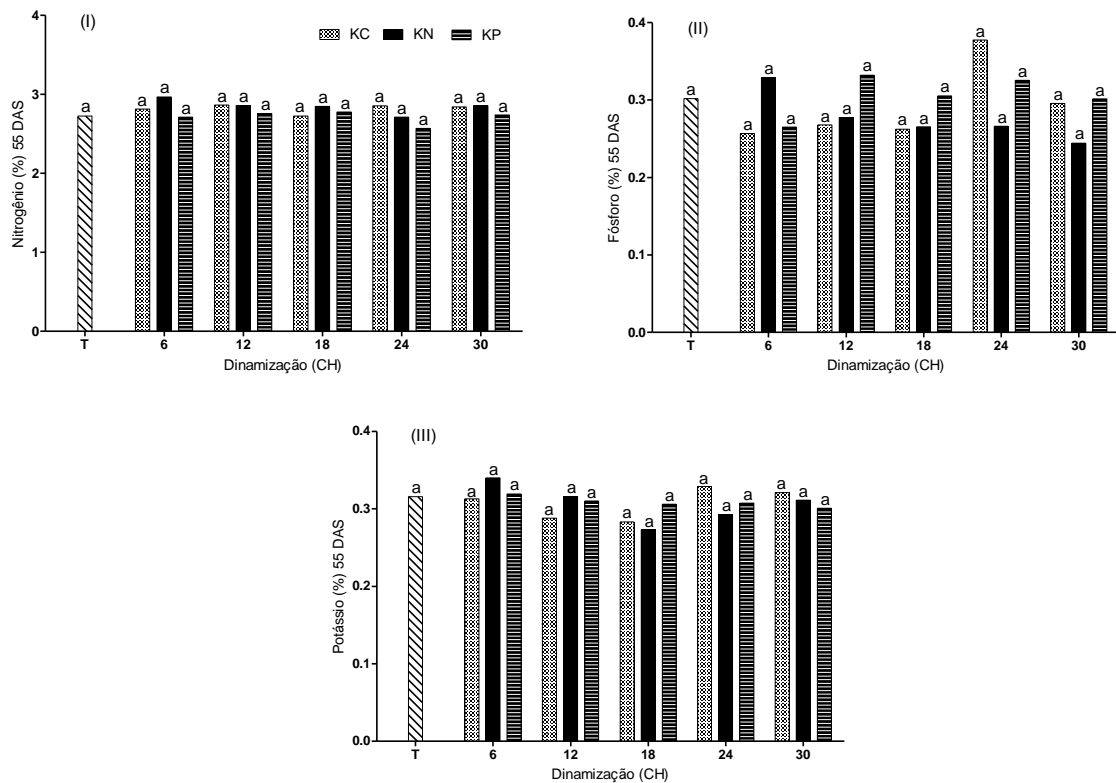 (I)
KC KN KP
Nitrogênio (%) 55 DAS
4
3
2
1
0
a a a a a a a a a a a a a a a a
T 6 12 18 24 30
Dinamização (CH)
(II)
Fósforo (%) 55 DAS
0.4
0.3
0.2
0.1
0.0
a a a a a a a a a a a a a a a a
T 6 12 18 24 30
Dinamização (CH)
(III)
Potássio (%) 55 DAS
0.4
0.3
0.2
0.1
0.0
a a a a a a a a a a a a a a a a
T 6 12 18 24 30
Dinamização (CH)